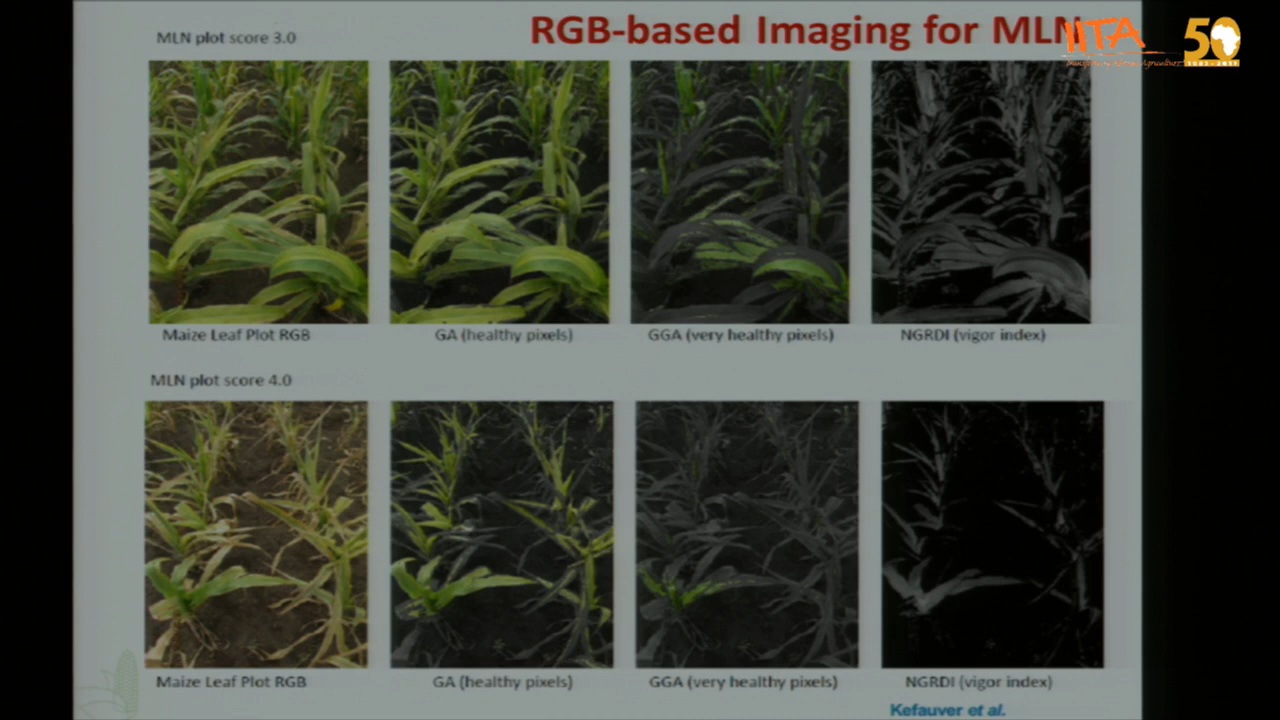 RGB-based Imaging for MLN
IITA
50
MLN plot score 3.0
Maize Leaf Plot RGB
GA (healthy pixels)
GGA (very healthy pixels)
NGRDI (vigor index)
MLN plot score 4.0
Maize Leaf Plot RGB
GA (healthy pixels)
GGA (very healthy pixels)
NGRDI (vigor index)
Kefauver et al.